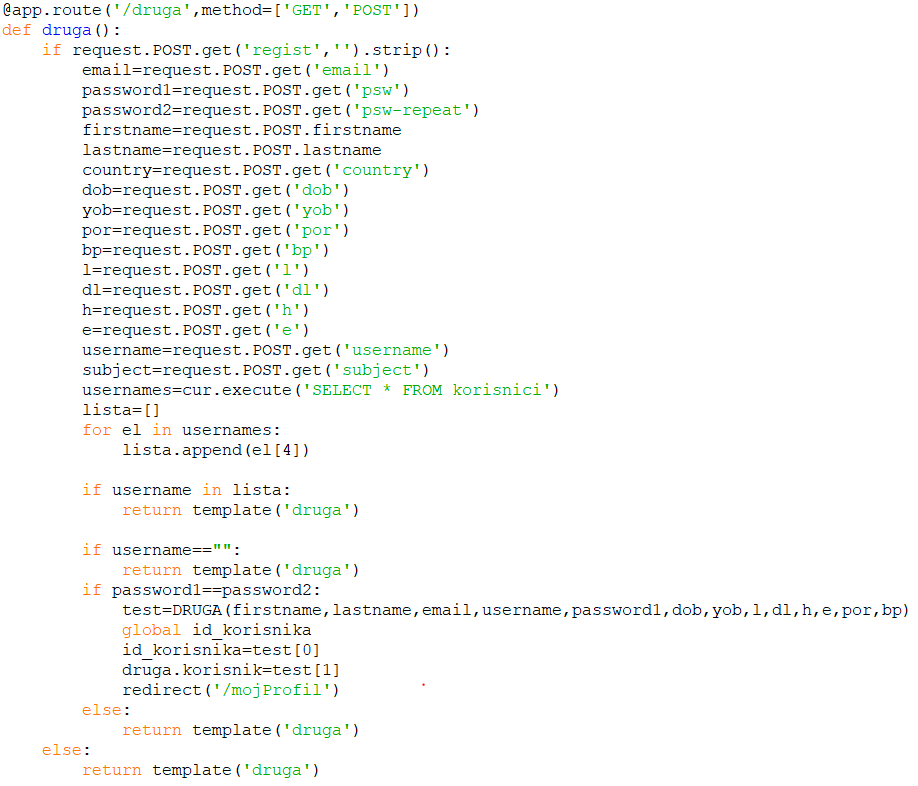 @app.route('/druga',method=['GET','POST'])
def druga():
    if request.POST.get('regist','').strip():
        email=request.POST.get('email')
        password1=request.POST.get('psw')
        password2=request.POST.get('psw-repeat')
        firstname=request.POST.firstname
        lastname=request.POST.lastname
        country=request.POST.get('country')
        dob=request.POST.get('dob')
        yob=request.POST.get('yob')
        por=request.POST.get('por')
        bp=request.POST.get('bp')
        l=request.POST.get('l')
        dl=request.POST.get('dl')
        h=request.POST.get('h')
        e=request.POST.get('e')
        username=request.POST.get('username')
        subject=request.POST.get('subject')
        usernames=cur.execute('SELECT * FROM korisnici')
        lista=[]
        for el in usernames:
            lista.append(el[4])

        if username in lista:
            return template('druga')

        if username=="":
            return template('druga')
        if password1==password2:
            test=DRUGA(firstname,lastname,email,username,password1,dob,yob,l,dl,h,e,por,bp)
            global id_korisnika
            id_korisnika=test[0]
            druga.korisnik=test[1]
            redirect('/mojProfil')
        else:
            return template('druga')
    else:
        return template('druga')